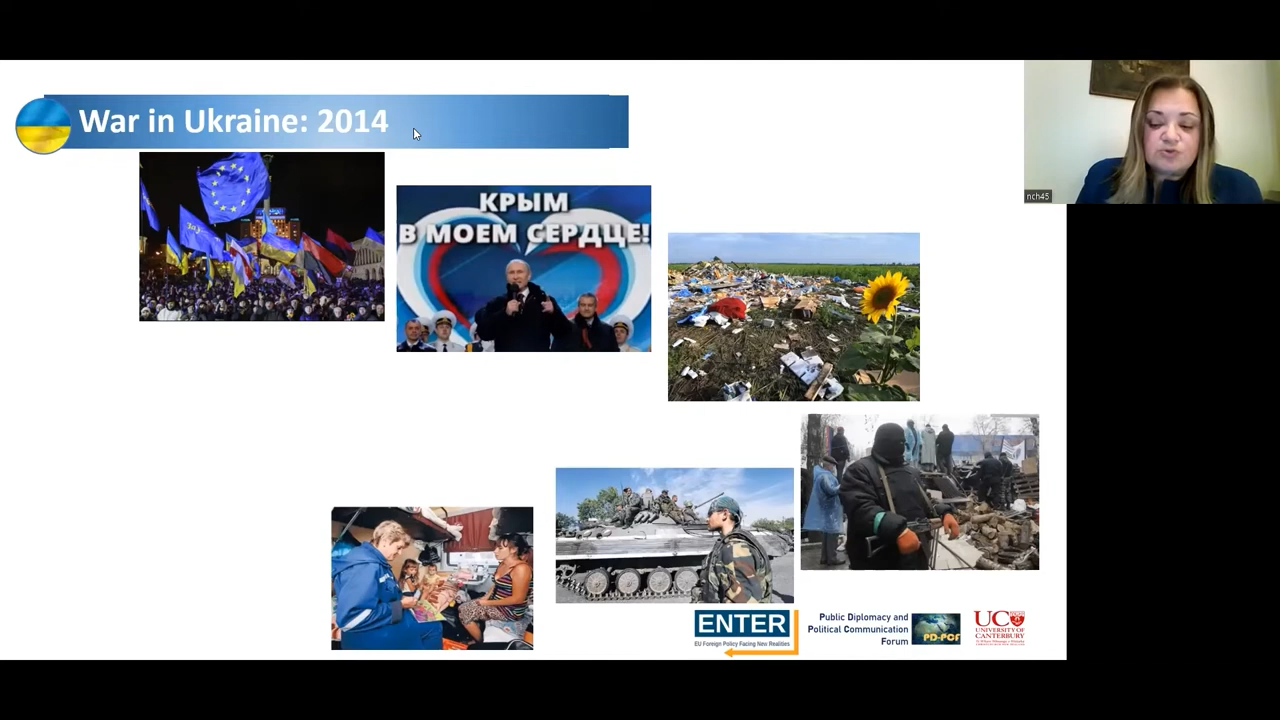 War in Ukraine: 2014
nch45
КРЫМ
В МОЕМ СЕРДЦЕ!
ENTER
EU Foreign Policy Facing New Realities
Public Diplomacy and
Political Communication
Forum
PD-PCF
UC
UNIVERSITY OF
CANTERBURY